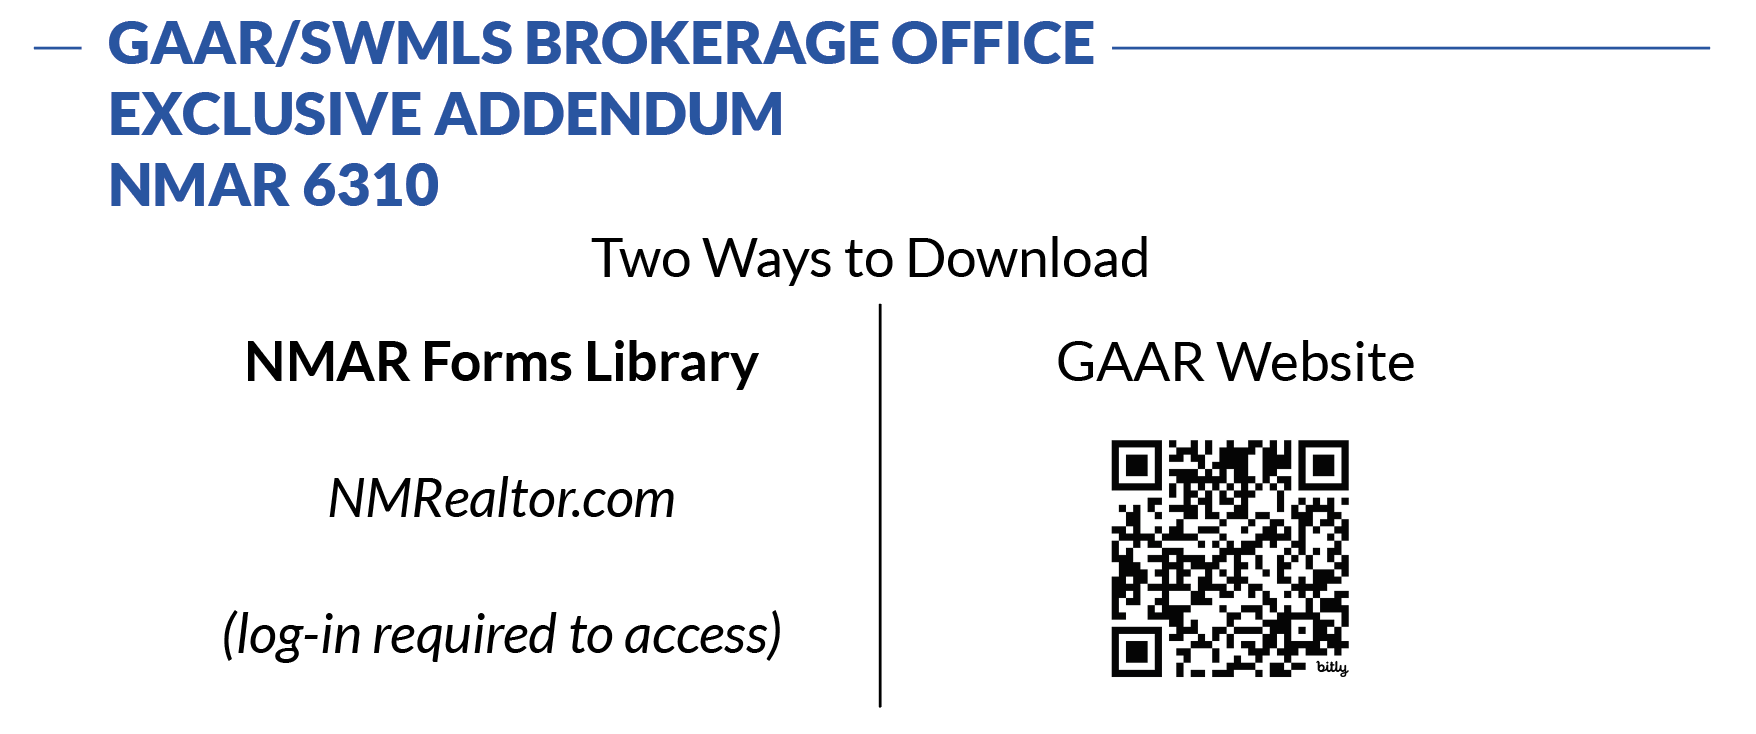 GAAR/SWMLS BROKERAGE OFFICE
EXCLUSIVE ADDENDUM
NMAR 6310
Two Ways to Download
NMAR Forms Library
NMRealtor.com
(log-in required to access)
GAAR Website
bitly